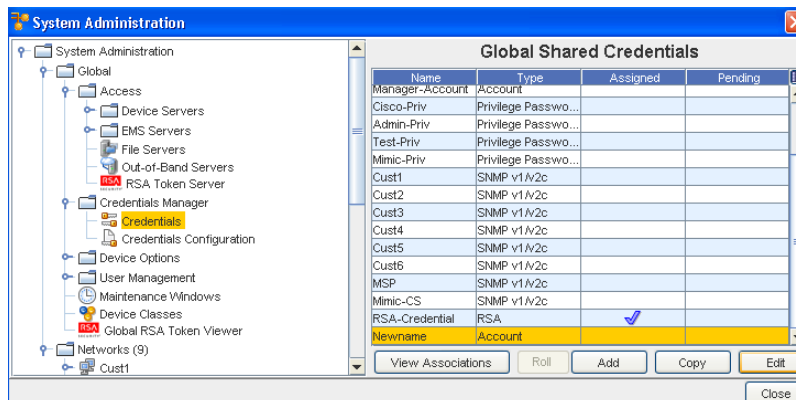 System Administration
System Administration
Global
Access
Device Servers
EMS Servers
File Servers
Out-of-Band Servers
RSA RSA Token Server
Credentials Manager
Credentials
Credentials Configuration
Device Options
User Management
Maintenance Windows
Device Classes
RSA Global RSA Token Viewer
Networks (9)
Cust1
Global Shared Credentials
Name Type Assigned Pending
Manager-Account Account
Cisco-Priv Privilege Passwo...
Admin-Priv Privilege Passwo...
Test-Priv Privilege Passwo...
Mimic-Priv Privilege Passwo...
Cust1 SNMP v1/v2c
Cust2 SNMP v1/v2c
Cust3 SNMP v1/v2c
Cust4 SNMP v1/v2c
Cust5 SNMP v1/v2c
Cust6 SNMP v1/v2c
MSP SNMP v1/v2c
Mimic-CS SNMP v1/v2c
RSA-Credential RSA
Newname Account
View Associations Roll Add Copy Edit
Close